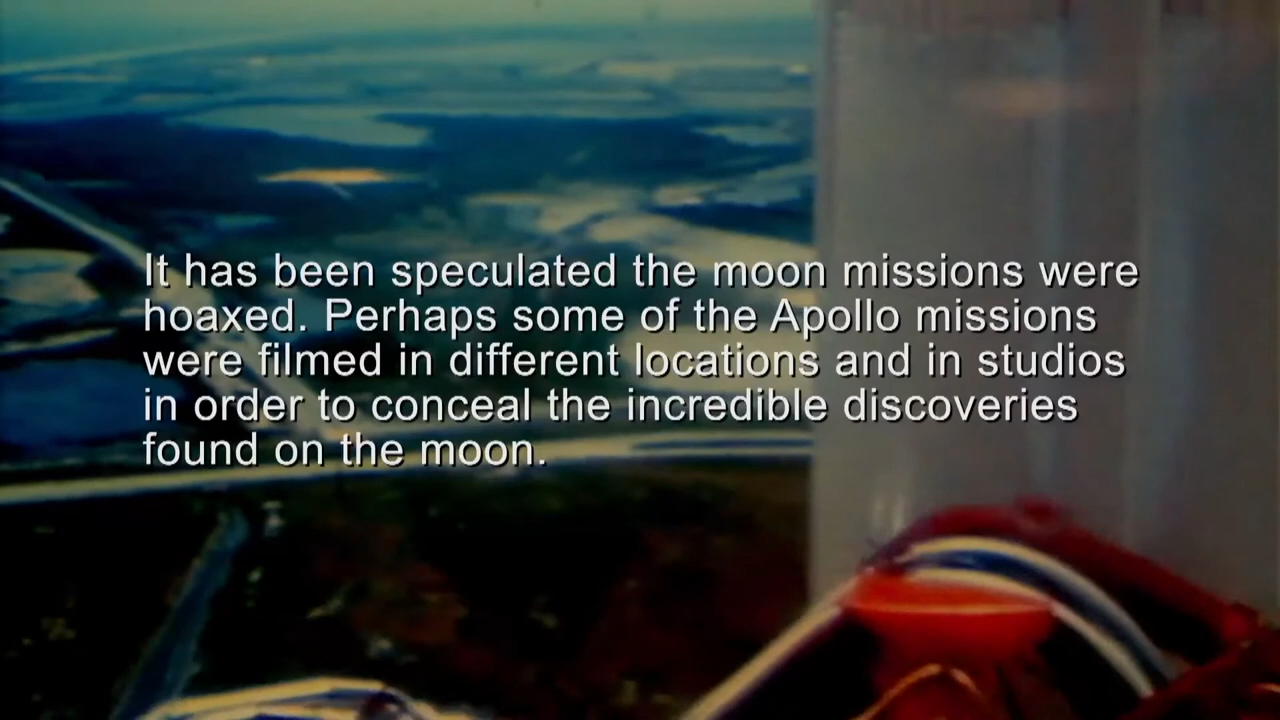 It has been speculated the moon missions were
hoaxed. Perhaps some of the Apollo missions
were filmed in different locations and in studios
in order to conceal the incredible discoveries
found on the moon.